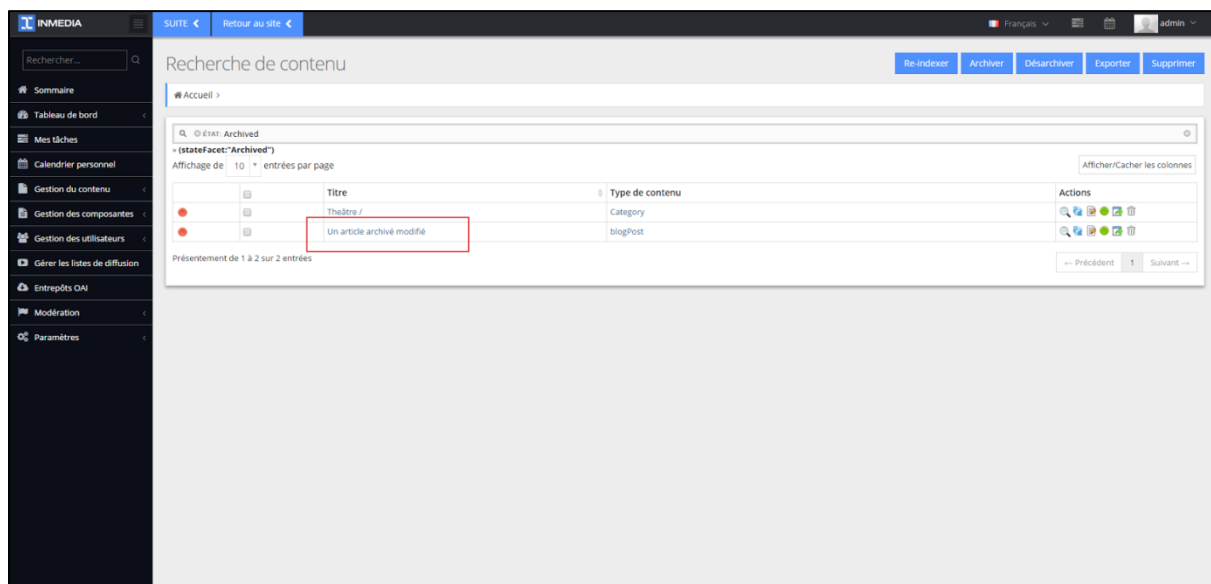 INMEDIA
SUITE
Retour au site
Français
admin
Rechercher...
Sommaire
Tableau de bord
Mes tâches
Calendrier personnel
Gestion du contenu
Gestion des composantes
Gestion des utilisateurs
Gérer les listes de diffusion
Entrepôts OAI
Modération
Paramètres
Recherche de contenu
Re-indexer Archiver Désarchiver Exporter Supprimer
Accueil >
ÉTAT: Archived
» (stateFacet:"Archived")
Affichage de 10 entrées par page
Afficher/Cacher les colonnes
Titre Type de contenu Actions
Theâtre / Category
Un article archivé modifié blogPost
Présentement de 1 à 2 sur 2 entrées
← Précédent 1 Suivant →